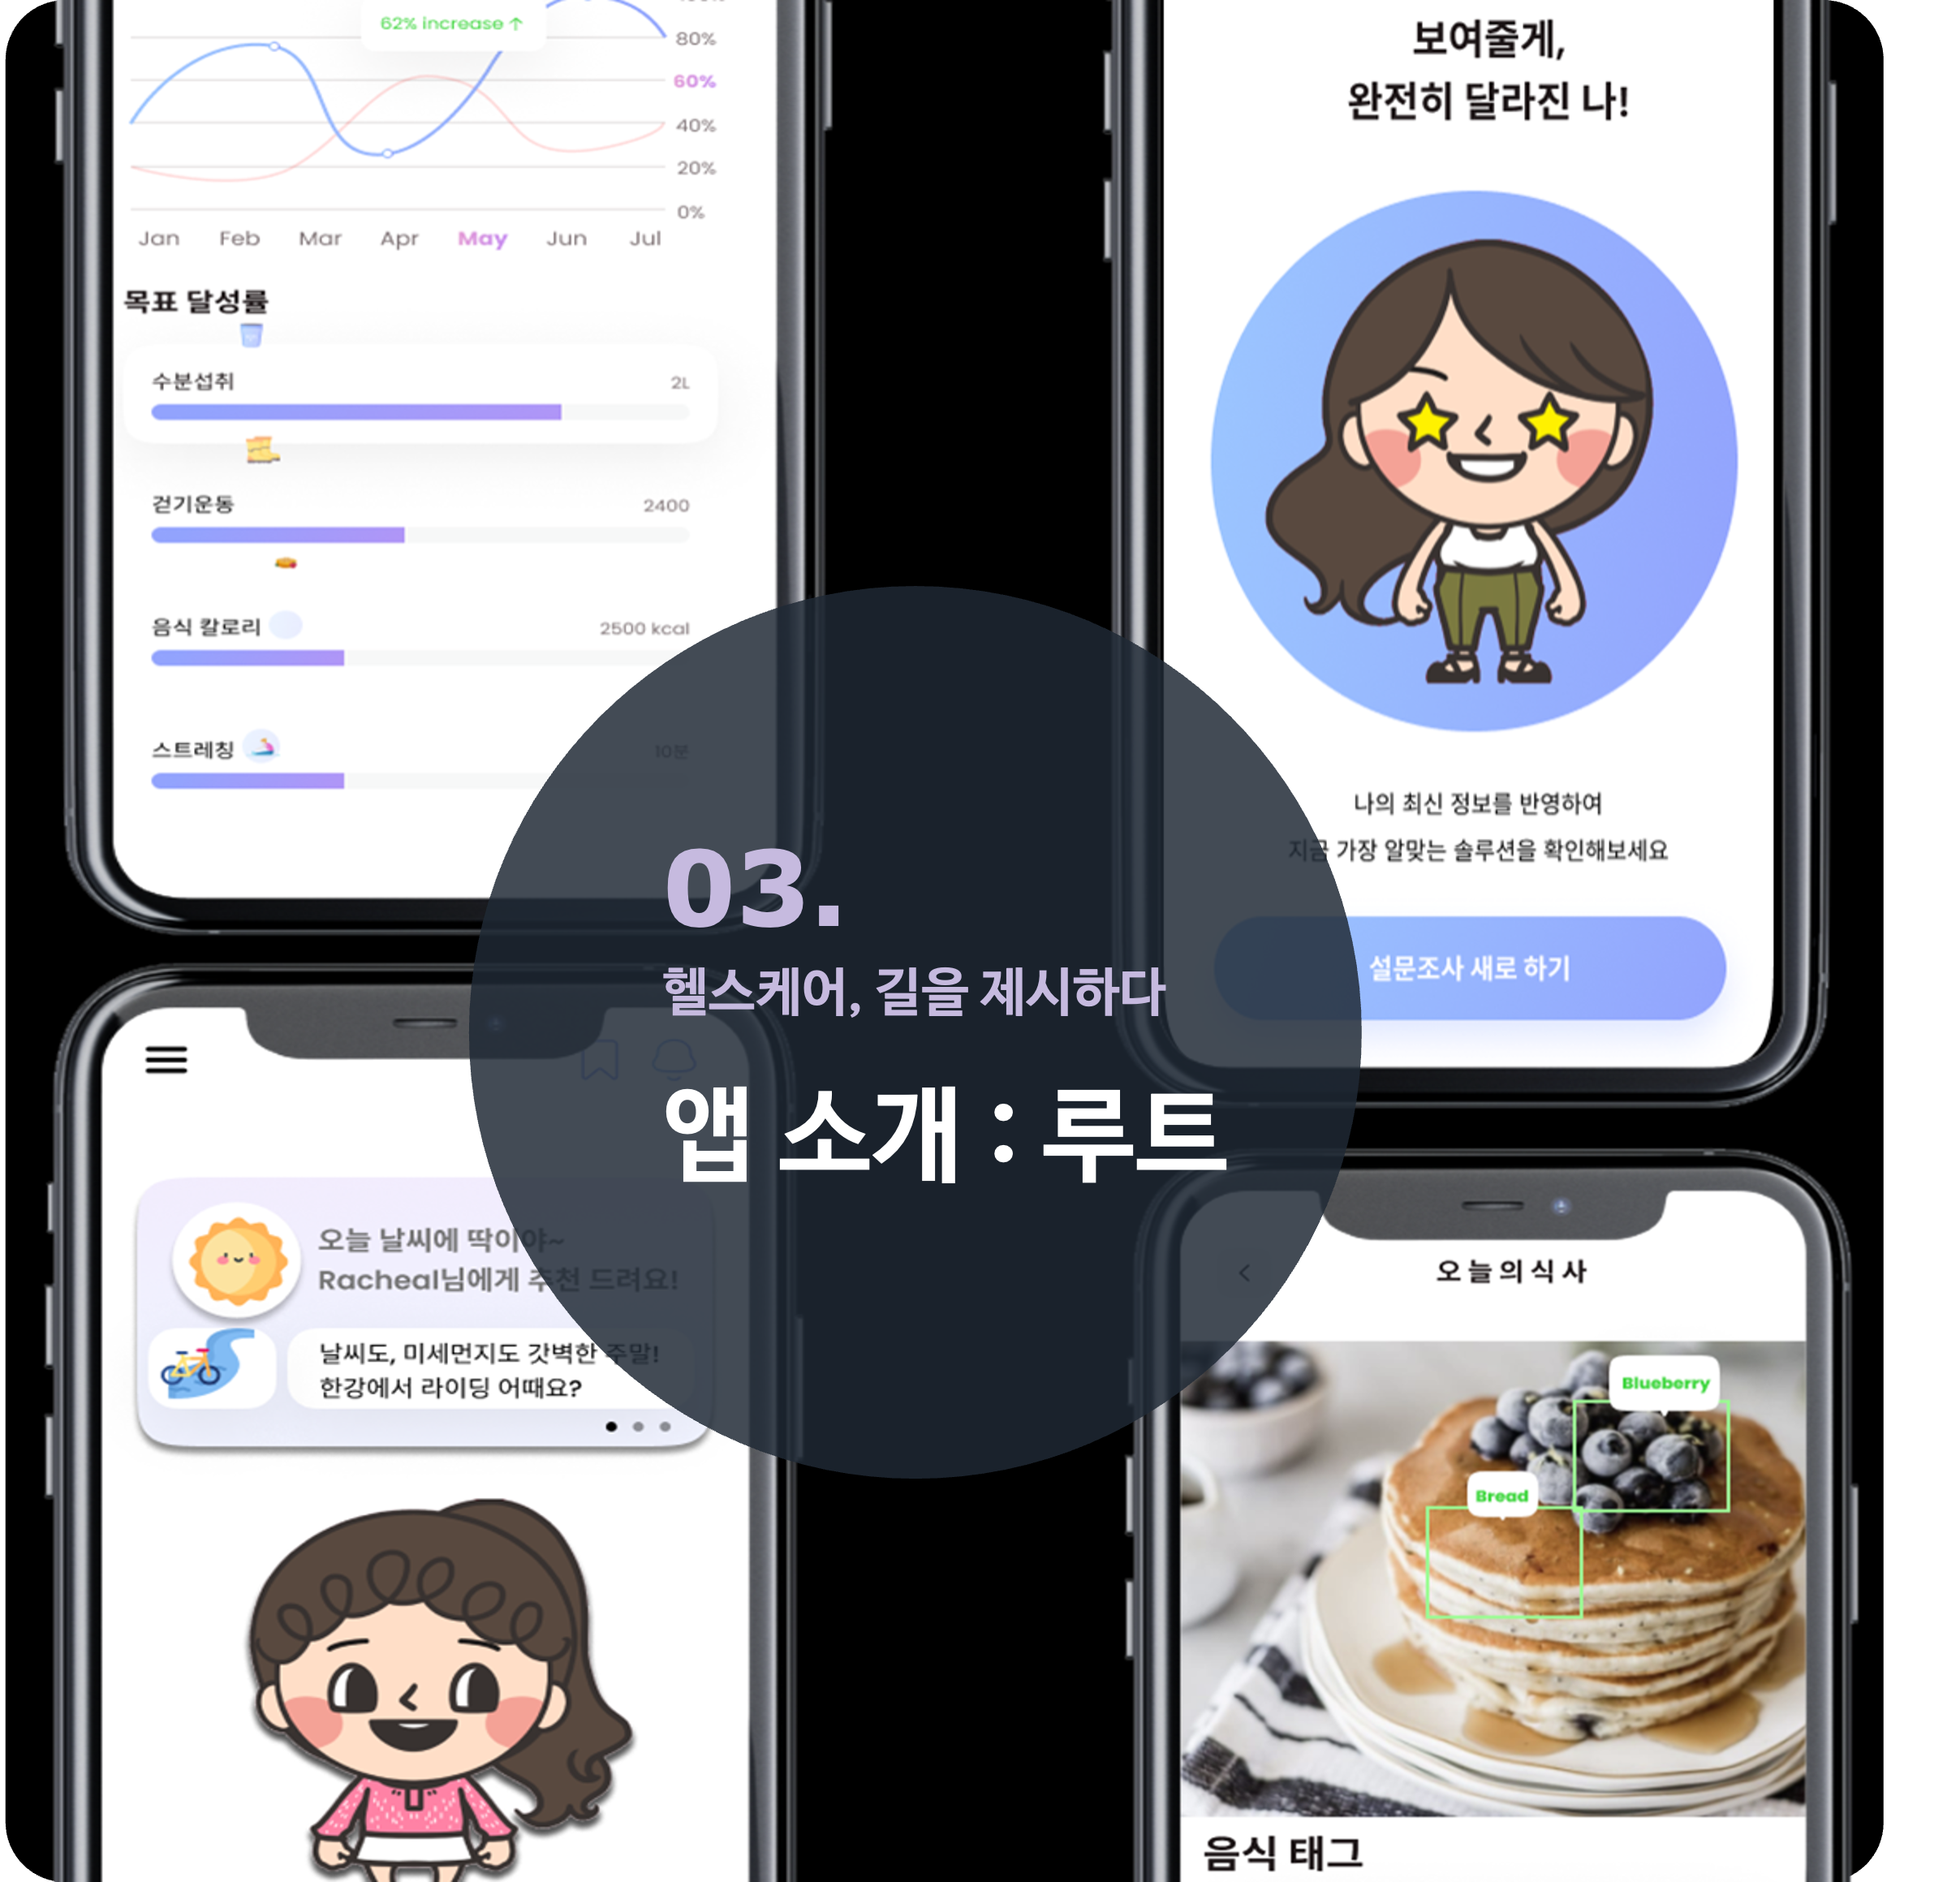 62% increase ↑
80%
60%
40%
20%
0%
Jan Feb Mar Apr May Jun Jul
목표 달성률
수분섭취 2L
걷기운동 2400
음식 칼로리 2500 kcal
스트레칭 10분
보여줄게,
완전히 달라진 나!
나의 최신 정보를 반영하여
지금 가장 알맞는 솔루션을 확인해보세요
설문조사 새로 하기
03.
헬스케어, 길을 제시하다
앱 소개 : 루트
오늘 날씨에 딱이야~
Racheal님에게 추천 드려요!
날씨도, 미세먼지도 갓벽한 주말!
한강에서 라이딩 어때요?
오늘의식사
Blueberry
Bread
음식 태그